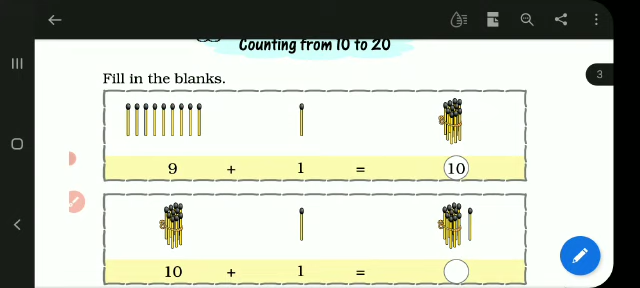 Counting from 10 to 20
3
Fill in the blanks.
9 + 1 = 10
10 + 1 =